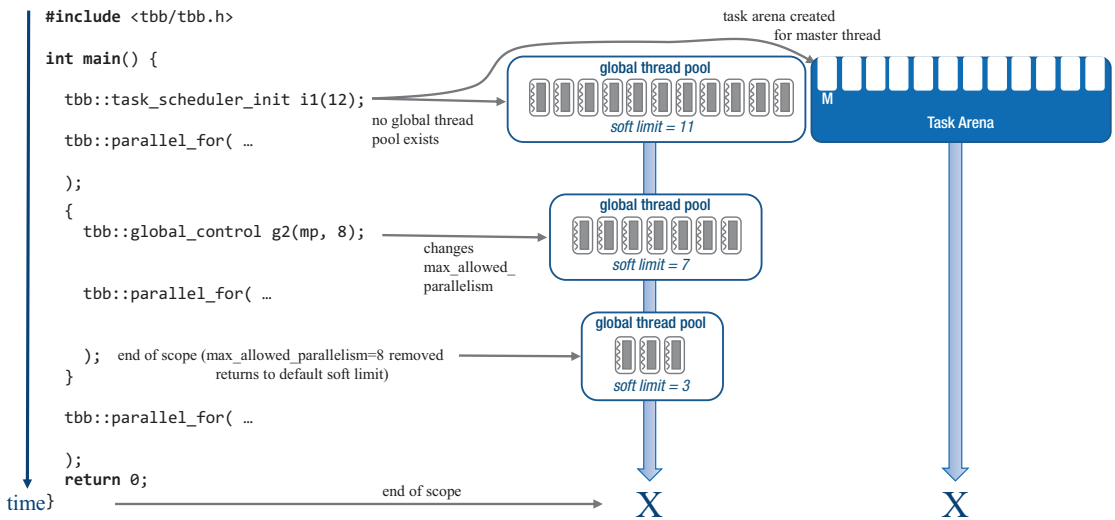 #include <tbb/tbb.h>
task arena created
for master thread
int main() {
global thread pool
tbb::task_scheduler_init i1(12);
M
no global thread
pool exists
soft limit = 11
Task Arena
tbb::parallel_for( …
);
{
global thread pool
tbb::global_control g2(mp, 8);
changes
max_allowed_
parallelism
soft limit = 7
tbb::parallel_for( …
global thread pool
); end of scope (max_allowed_parallelism=8 removed
returns to default soft limit)
}
soft limit = 3
tbb::parallel_for( …
);
return 0;
time}
end of scope
X
X